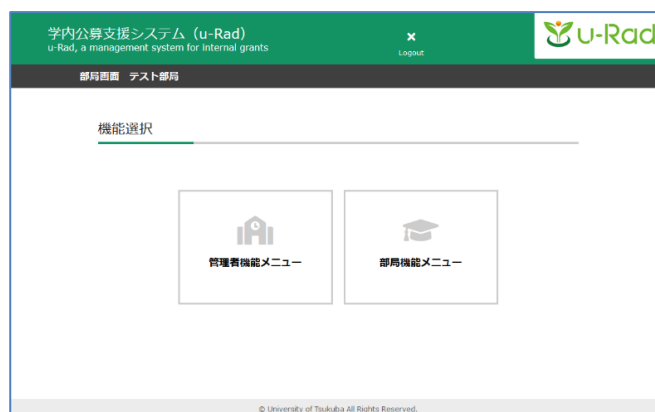 学内公募支援システム（u-Rad）
u-Rad, a management system for internal grants
×
Logout
u-Rad
部局画面 テスト部局
機能選択
管理者機能メニュー
部局機能メニュー
© University of Tsukuba All Rights Reserved.